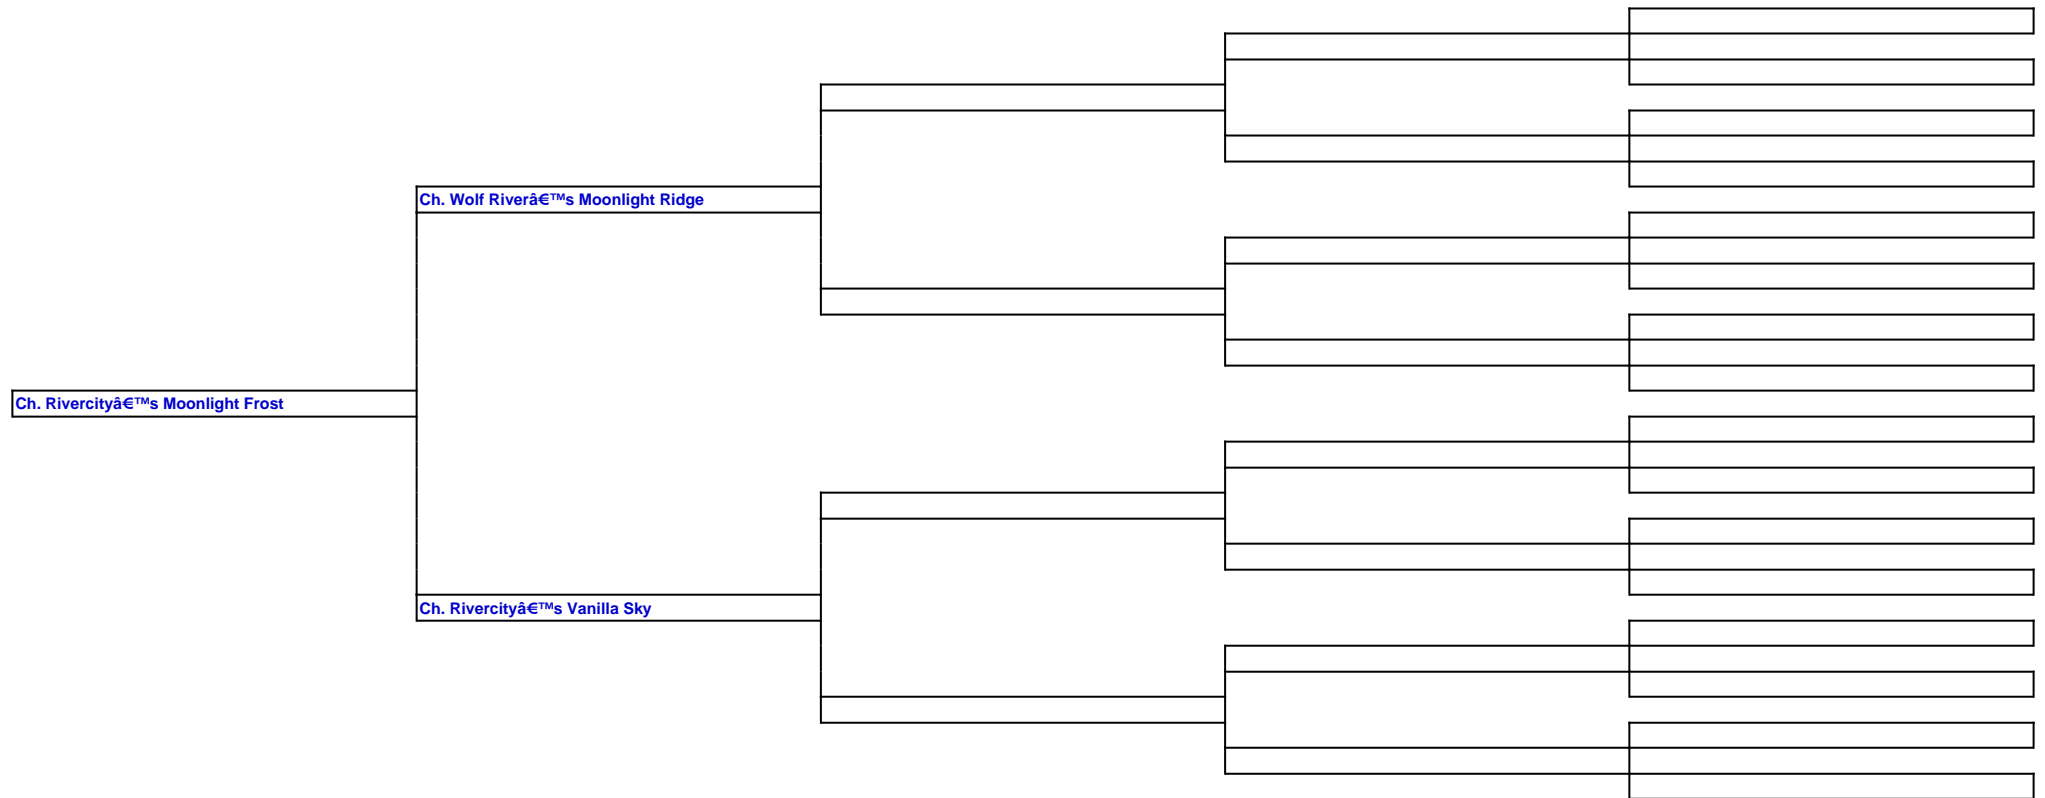 Ch. Wolf Riverâ€™s Moonlight Ridge
Ch. Rivercityâ€™s Moonlight Frost
Ch. Rivercityâ€™s Vanilla Sky